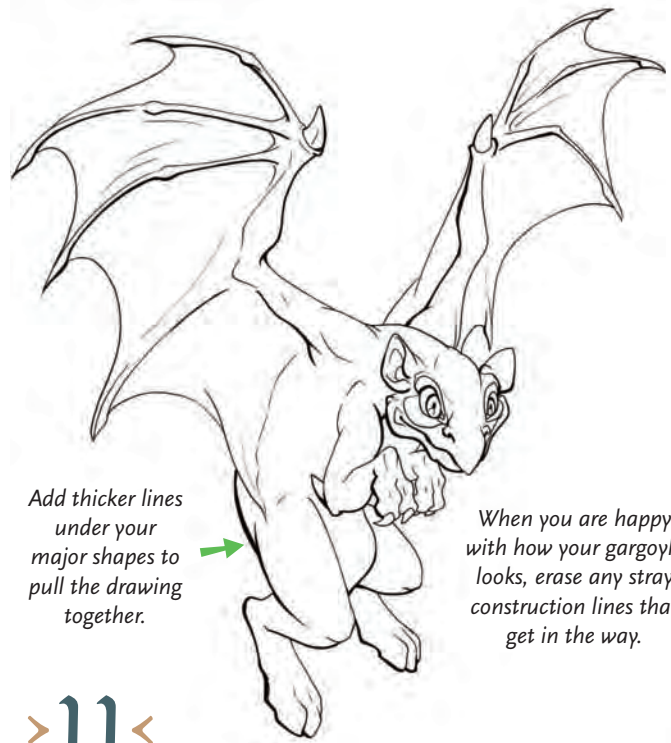 Add thicker lines
under your
major shapes to
pull the drawing
together.
When you are happy
with how your gargoyl
looks, erase any stray
construction lines tha
get in the way.
> 11 <